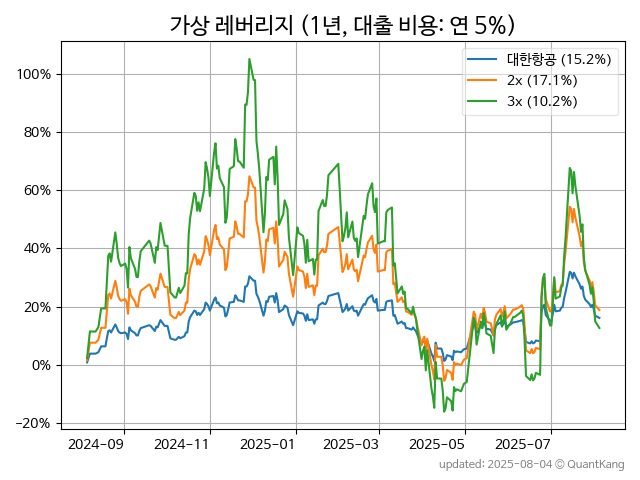 가상 레버리지 (1년, 대출 비용: 연 5%)
대한항공 (15.2%)
2x (17.1%)
3x (10.2%)
100%
80%
60%
40%
20%
0%
−20%
2024-09 2024-11 2025-01 2025-03 2025-05 2025-07
updated: 2025-08-04 © QuantKang